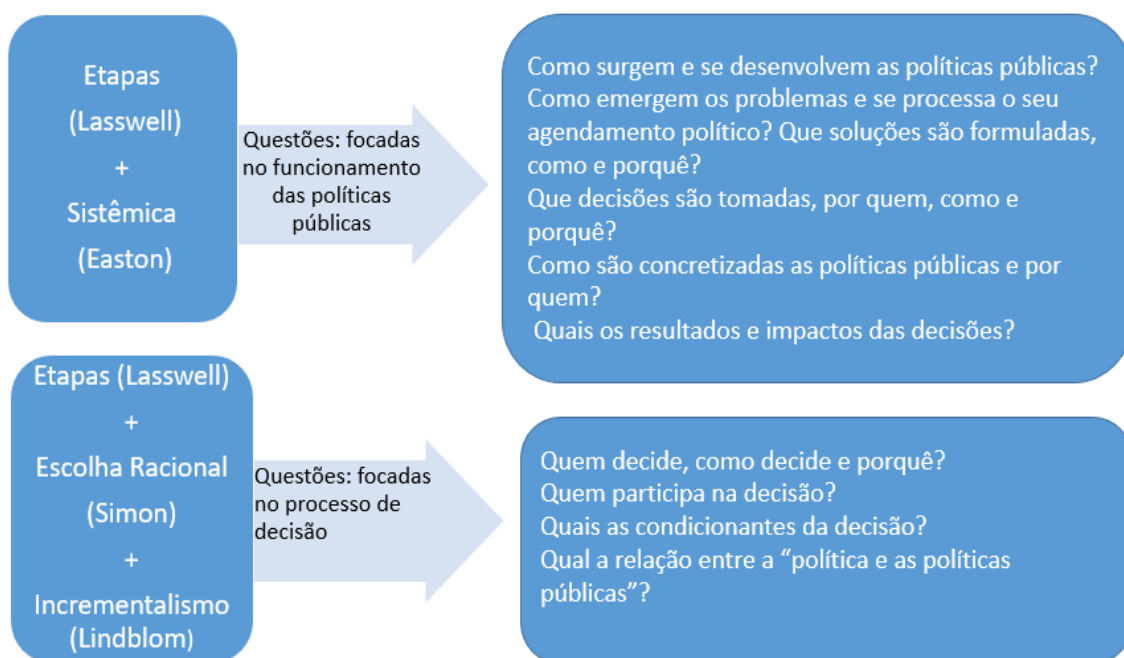 Etapas
(Lasswell)
+
Sistêmica
(Easton)
Questões: focadas
no funcionamento
das políticas
públicas
Como surgem e se desenvolvem as políticas públicas?
Como emergem os problemas e se processa o seu
agendamento político? Que soluções são formuladas,
como e porquê?
Que decisões são tomadas, por quem, como e
porquê?
Como são concretizadas as políticas públicas e por
quem?
Quais os resultados e impactos das decisões?
Etapas (Lasswell)
+
Escolha Racional
(Simon)
+
Incrementalismo
(Lindblom)
Questões: focadas
no processo de
decisão
Quem decide, como decide e porquê?
Quem participa na decisão?
Quais as condicionantes da decisão?
Qual a relação entre a “política e as políticas
públicas”?